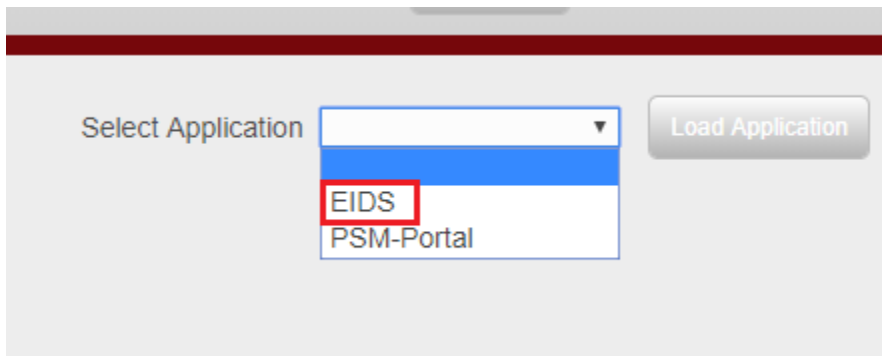 Select Application
Load Application
EIDS
PSM-Portal